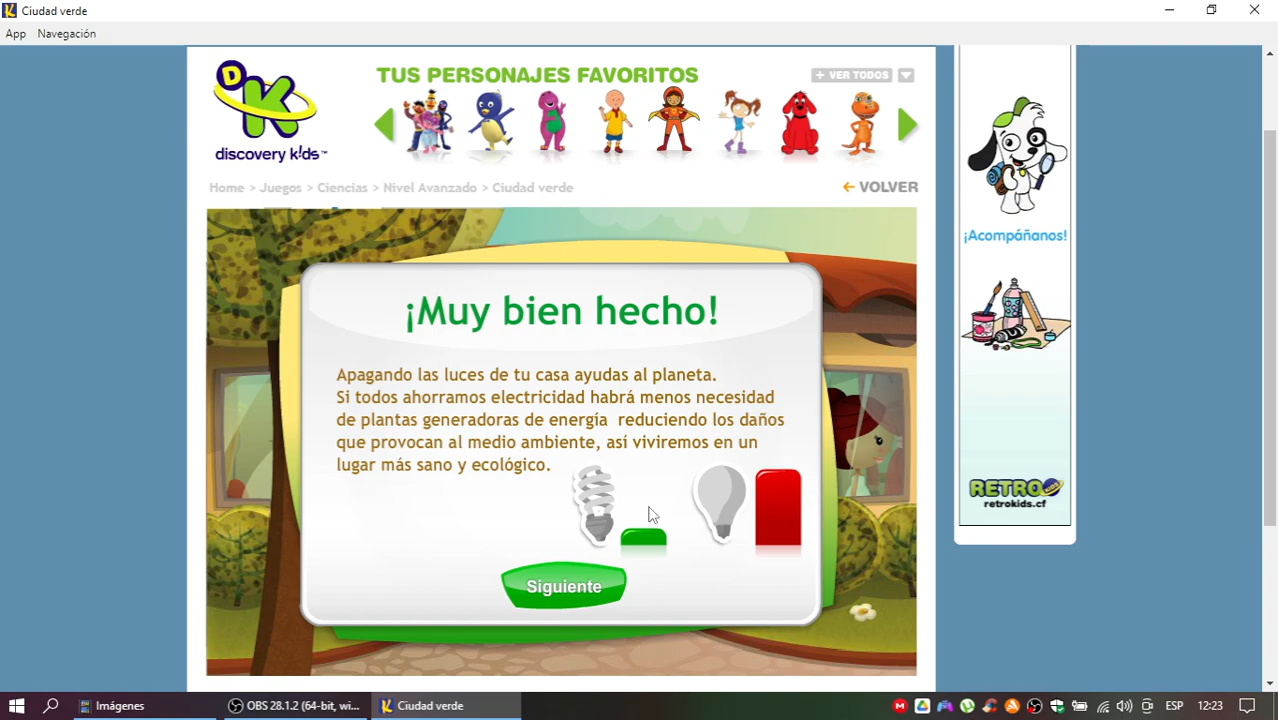 Ciudad verde
App Navegación
TUS PERSONAJES FAVORITOS
+ VER TODOS
DK
discovery k!ds™
Home > Juegos > Ciencias > Nivel Avanzado > Ciudad verde
VOLVER
¡Acompáñanos!
¡Muy bien hecho!
Apagando las luces de tu casa ayudas al planeta.
Si todos ahorramos electricidad habrá menos necesidad
de plantas generadoras de energía reduciendo los daños
que provocan al medio ambiente, así viviremos en un
lugar más sano y ecológico.
Siguiente
RETRO
retrokids.cf
Imágenes
OBS 28.1.2 (64-bit, wi...
Ciudad verde
ESP
12:23